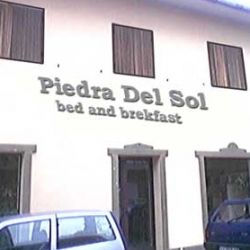 Piedra Del Sol
bed and brekfast